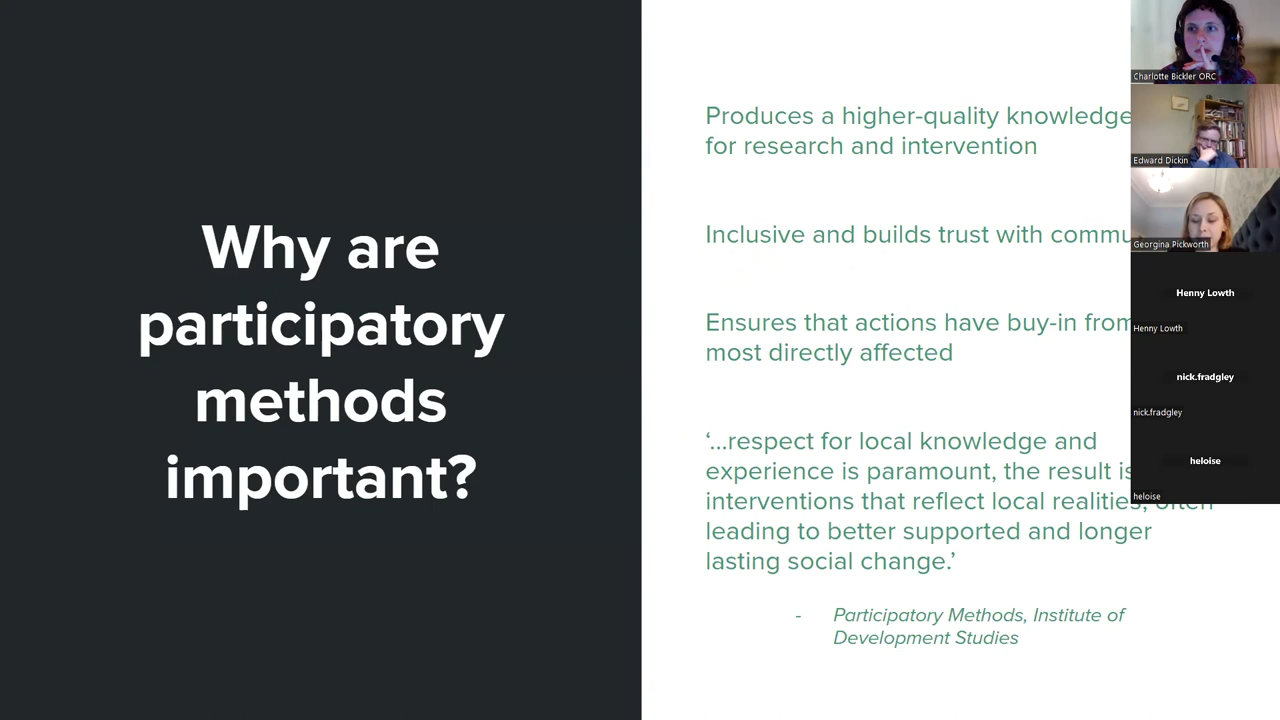 Why are
participatory
methods
important?
Produces a higher-quality knowledge
for research and intervention
Inclusive and builds trust with commu
Ensures that actions have buy-in from
most directly affected
‘...respect for local knowledge and
experience is paramount, the result is
interventions that reflect local realities, often
leading to better supported and longer
lasting social change.’
- Participatory Methods, Institute of
Development Studies
Charlotte Bickler ORC
Edward Dickin
Georgina Pickworth
Henny Lowth
Henny Lowth
nick.fradgley
nick.fradgley
heloise
heloise